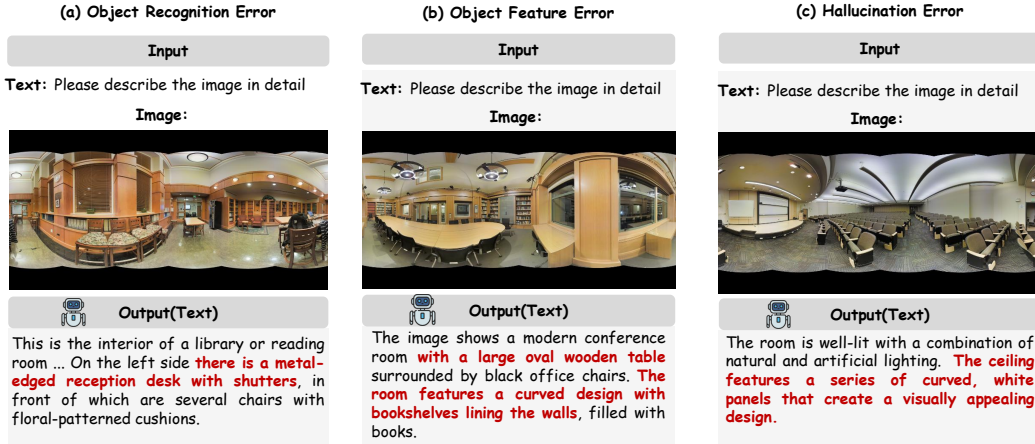 (a) Object Recognition Error
Input
Text: Please describe the image in detail
Image:
Output(Text)
This is the interior of a library or reading
room ... On the left side there is a metal-
edged reception desk with shutters, in
front of which are several chairs with
floral-patterned cushions.
(b) Object Feature Error
Input
Text: Please describe the image in detail
Image:
Output(Text)
The image shows a modern conference
room with a large oval wooden table
surrounded by black office chairs. The
room features a curved design with
bookshelves lining the walls, filled with
books.
(c) Hallucination Error
Input
Text: Please describe the image in detail
Image:
Output(Text)
The room is well-lit with a combination of
natural and artificial lighting. The ceiling
features a series of curved, white
panels that create a visually appealing
design.